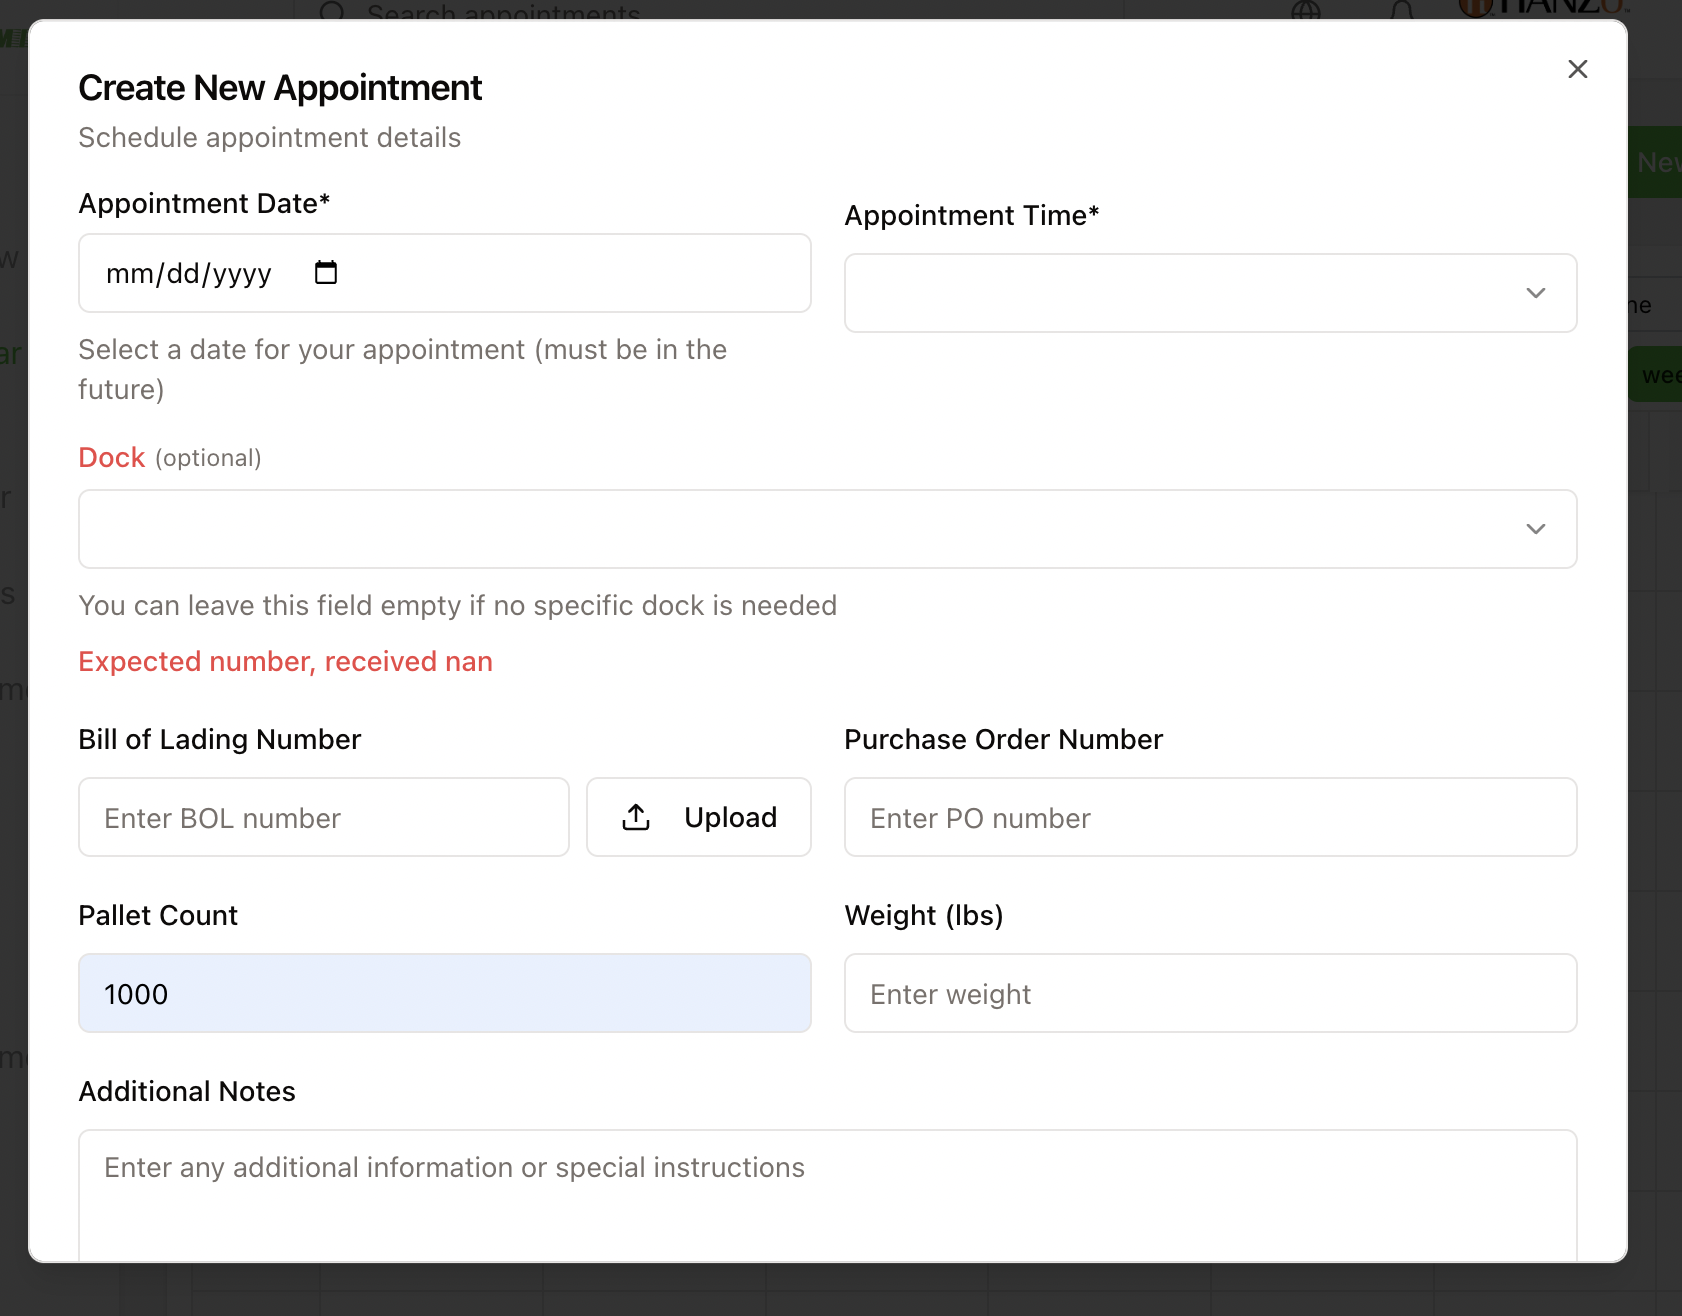 Search appointments
Create New Appointment
Schedule appointment details
Appointment Date*
Appointment Time*
mm/dd/yyyy
Select a date for your appointment (must be in the
future)
Dock (optional)
You can leave this field empty if no specific dock is needed
Expected number, received nan
Bill of Lading Number
Purchase Order Number
Enter BOL number
Upload
Enter PO number
Pallet Count
Weight (lbs)
1000
Enter weight
Additional Notes
Enter any additional information or special instructions